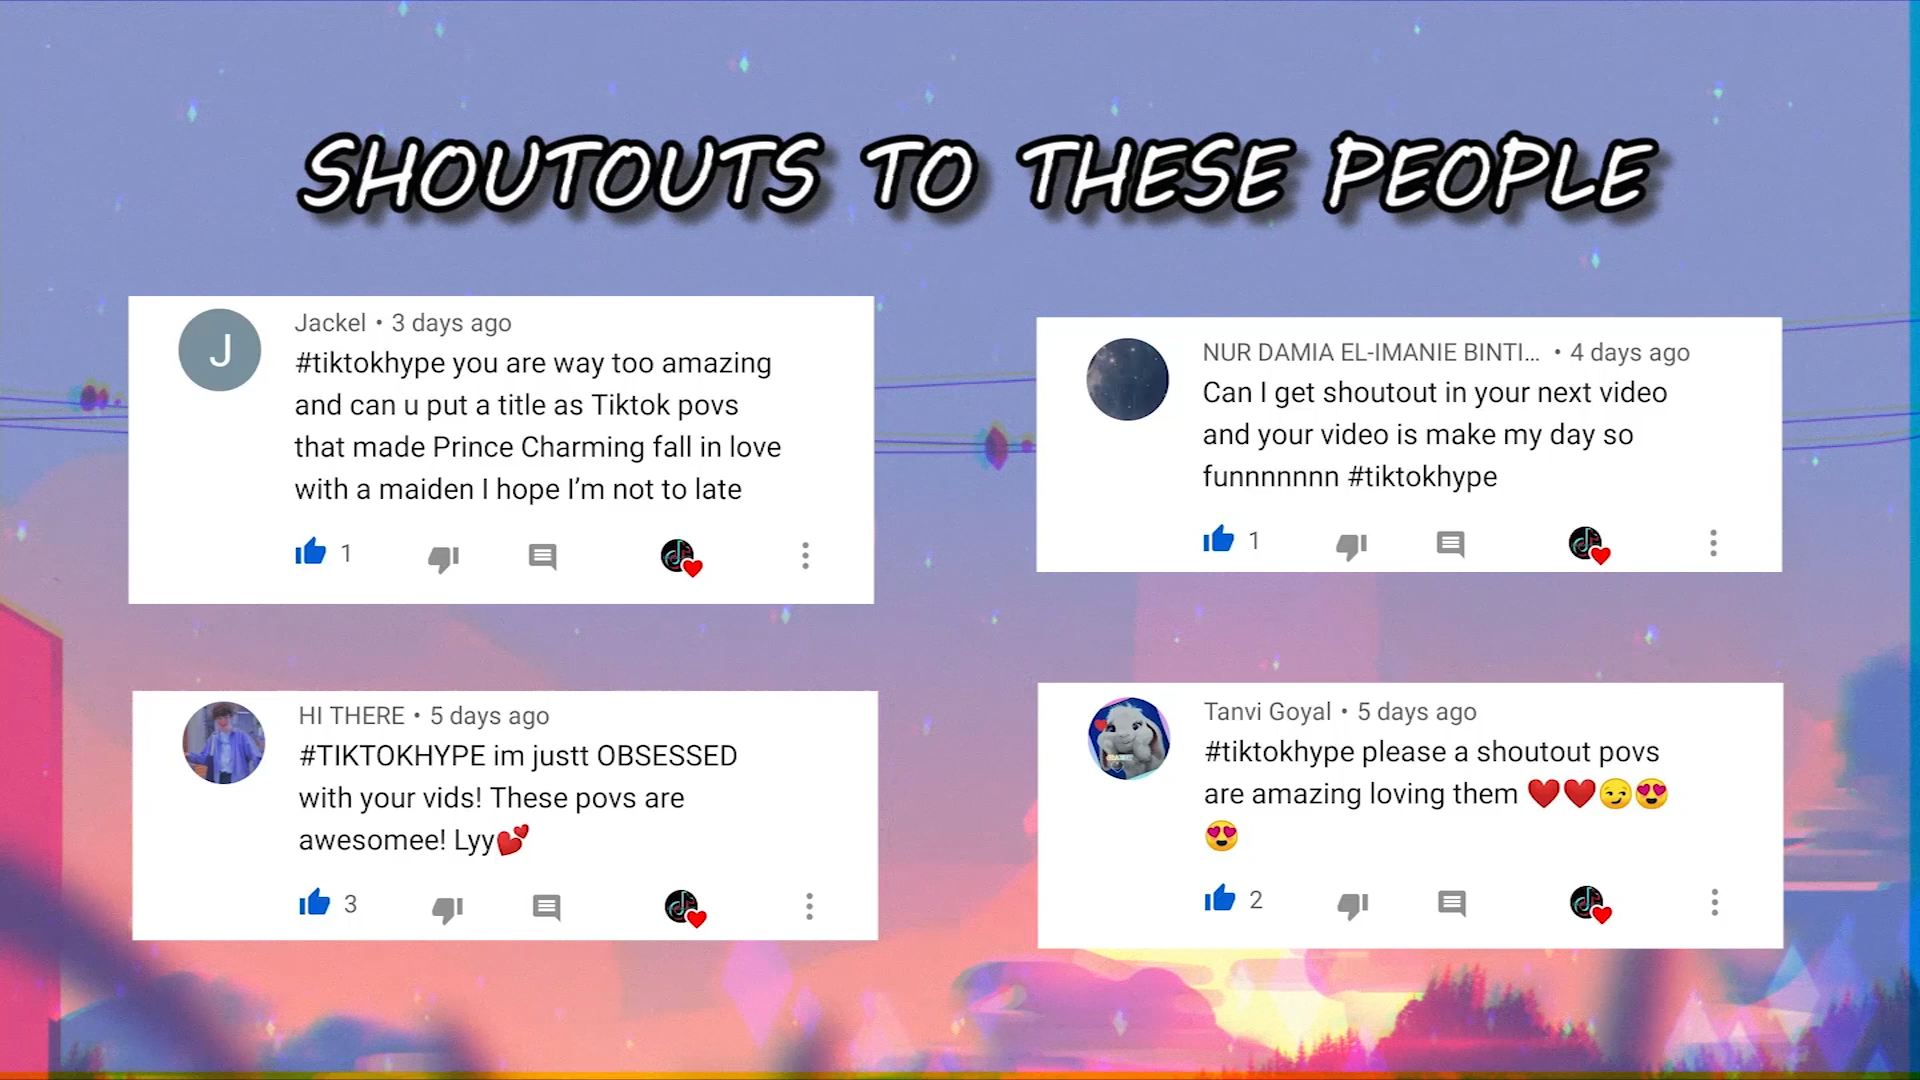 SHOUTOUTS TO THESE PEOPLE
J
Jackel • 3 days ago
#tiktokhype you are way too amazing
and can u put a title as Tiktok povs
that made Prince Charming fall in love
with a maiden I hope I’m not to late
1
NUR DAMIA EL-IMANIE BINTI... • 4 days ago
Can I get shoutout in your next video
and your video is make my day so
funnnnnnn #tiktokhype
1
HI THERE • 5 days ago
#TIKTOKHYPE im justt OBSESSED
with your vids! These povs are
awesomee! Lyy💕
3
Tanvi Goyal • 5 days ago
#tiktokhype please a shoutout povs
are amazing loving them ❤️❤️😏😍
😍
2